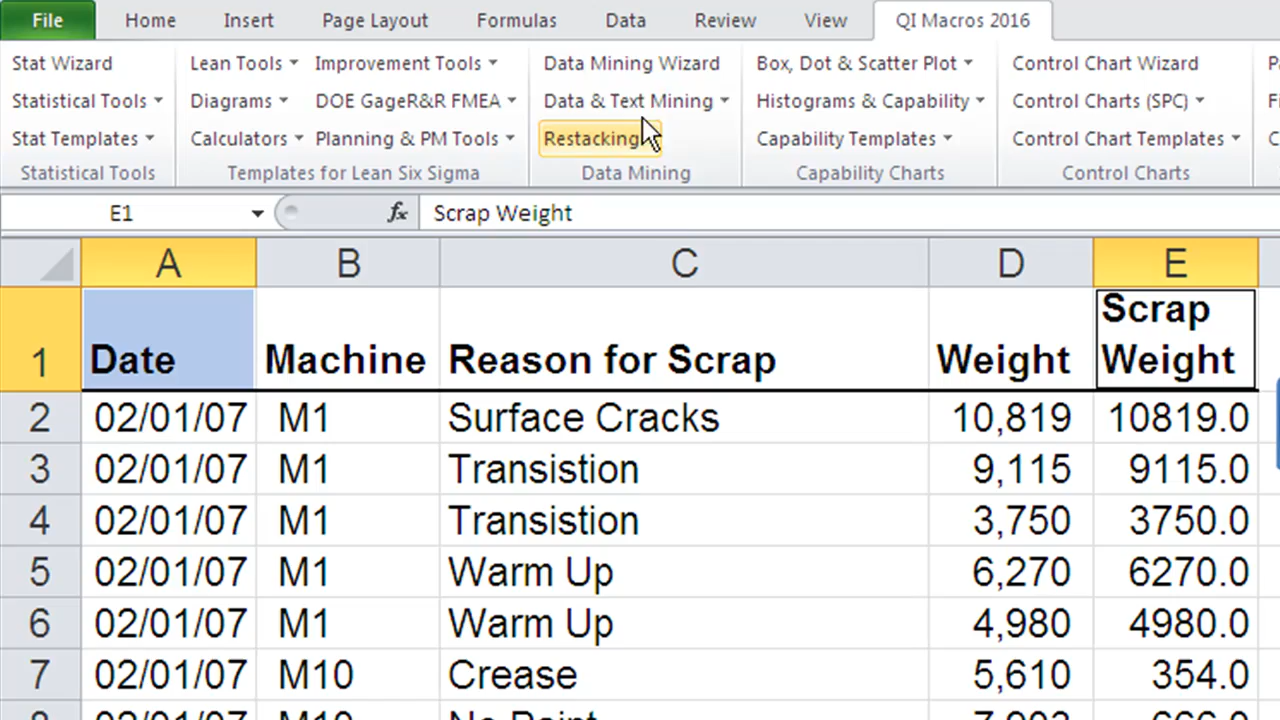 File Home Insert Page Layout Formulas Data Review View QI Macros 2016
Stat Wizard Lean Tools Improvement Tools Data Mining Wizard Box, Dot & Scatter Plot Control Chart Wizard
Statistical Tools Diagrams DOE GageR&R FMEA Data & Text Mining Histograms & Capability Control Charts (SPC)
Stat Templates Calculators Planning & PM Tools Restacking Capability Templates Control Chart Templates
Statistical Tools Templates for Lean Six Sigma Data Mining Capability Charts Control Charts
E1 fx Scrap Weight
A B C D E
1 Date Machine Reason for Scrap Weight Scrap
Weight
2 02/01/07 M1 Surface Cracks 10,819 10819.0
3 02/01/07 M1 Transistion 9,115 9115.0
4 02/01/07 M1 Transistion 3,750 3750.0
5 02/01/07 M1 Warm Up 6,270 6270.0
6 02/01/07 M1 Warm Up 4,980 4980.0
7 02/01/07 M10 Crease 5,610 354.0